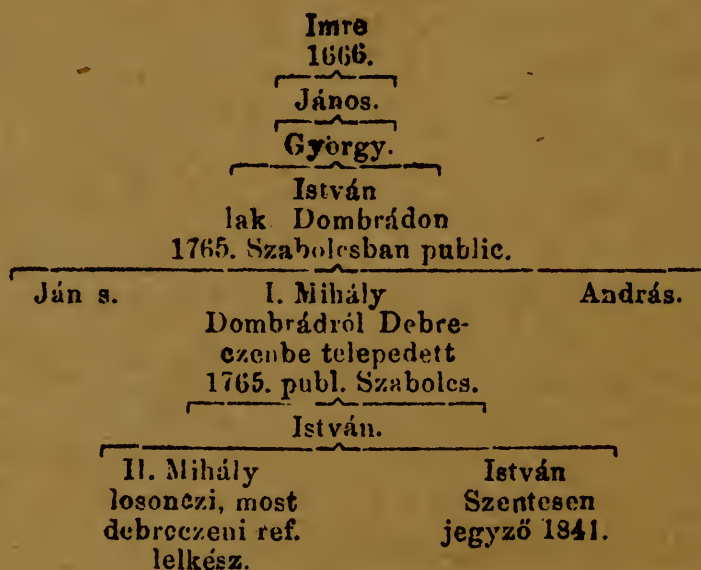 Imre
1666.
János.
György.
István
lak Dombrádon
1765. Szabolcsban public.
Ján s. I. Mihály András.
Dombrádról Debre-
czenbe telepedett
1765. publ. Szabolcs.
István.
II. Mihály István
losonczi, most Szentesen
debreczeni ref. jegyző 1841.
lelkész.